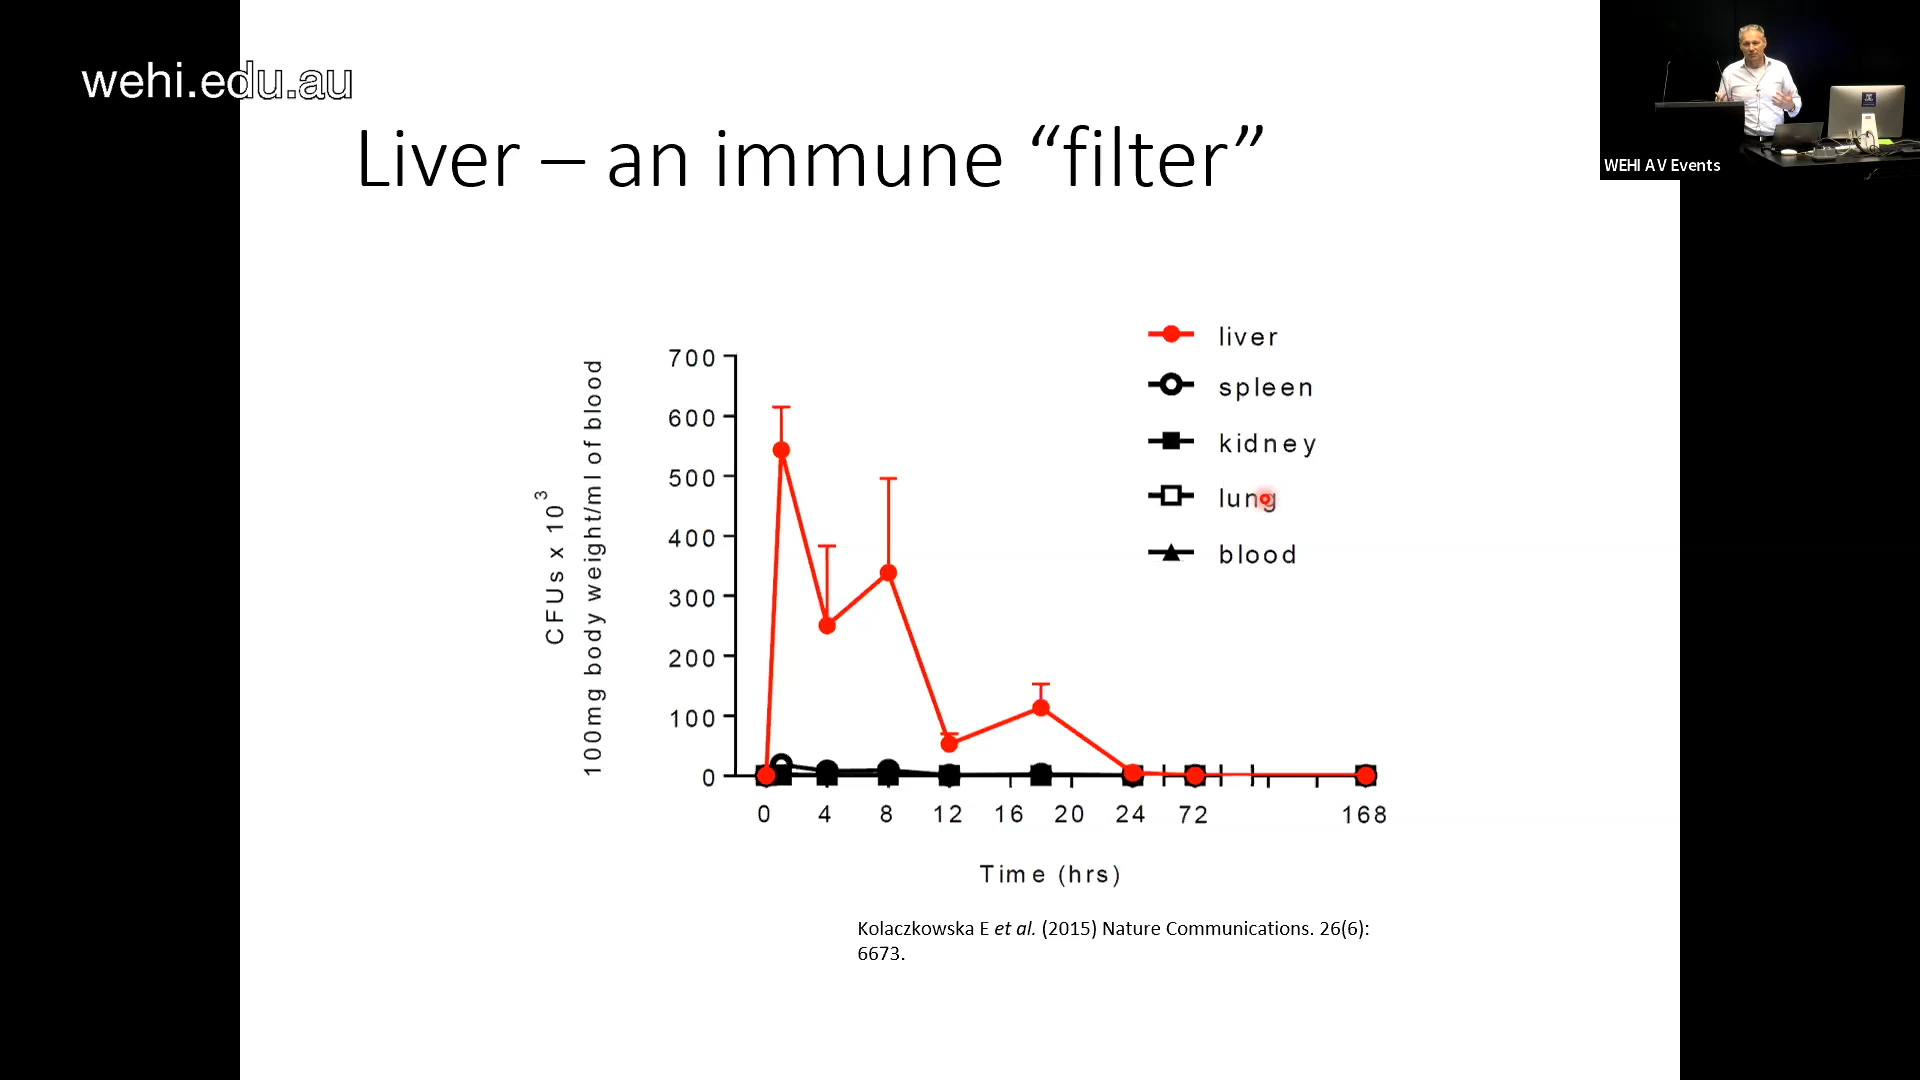 wehi.edu.au
Liver – an immune “filter”
WEHI AV Events
CFUs x 10³
100mg body weight/ml of blood
700
600
500
400
300
200
100
0
liver
spleen
kidney
lung
blood
0 4 8 12 16 20 24 72 168
Time (hrs)
Kolaczkowska E et al. (2015) Nature Communications. 26(6):
6673.